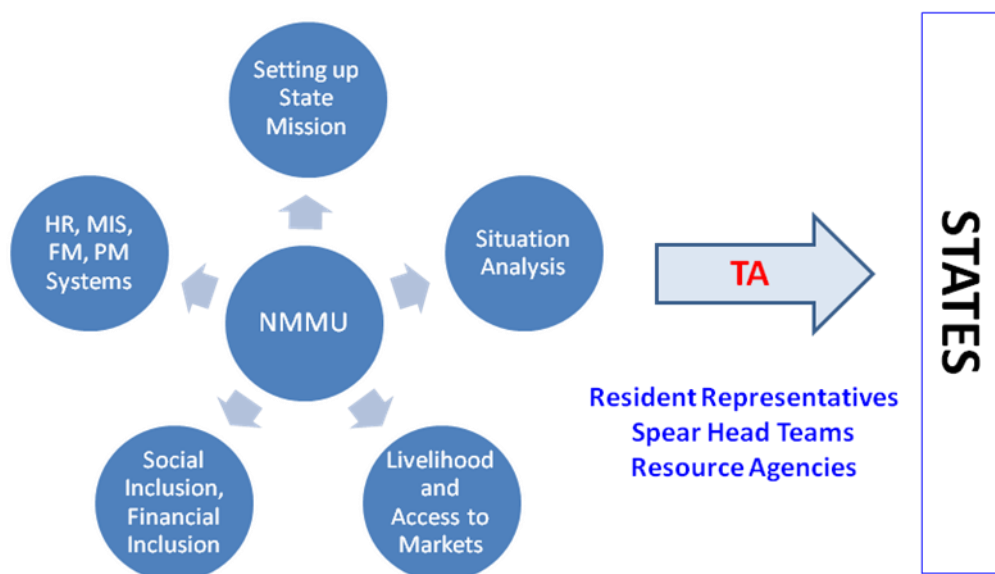 Setting up
State
Mission
HR, MIS,
FM, PM
Systems
Situation
Analysis
NMMU
Social
Inclusion,
Financial
Inclusion
Livelihood
and
Access to
Markets
TA
Resident Representatives
Spear Head Teams
Resource Agencies
STATES